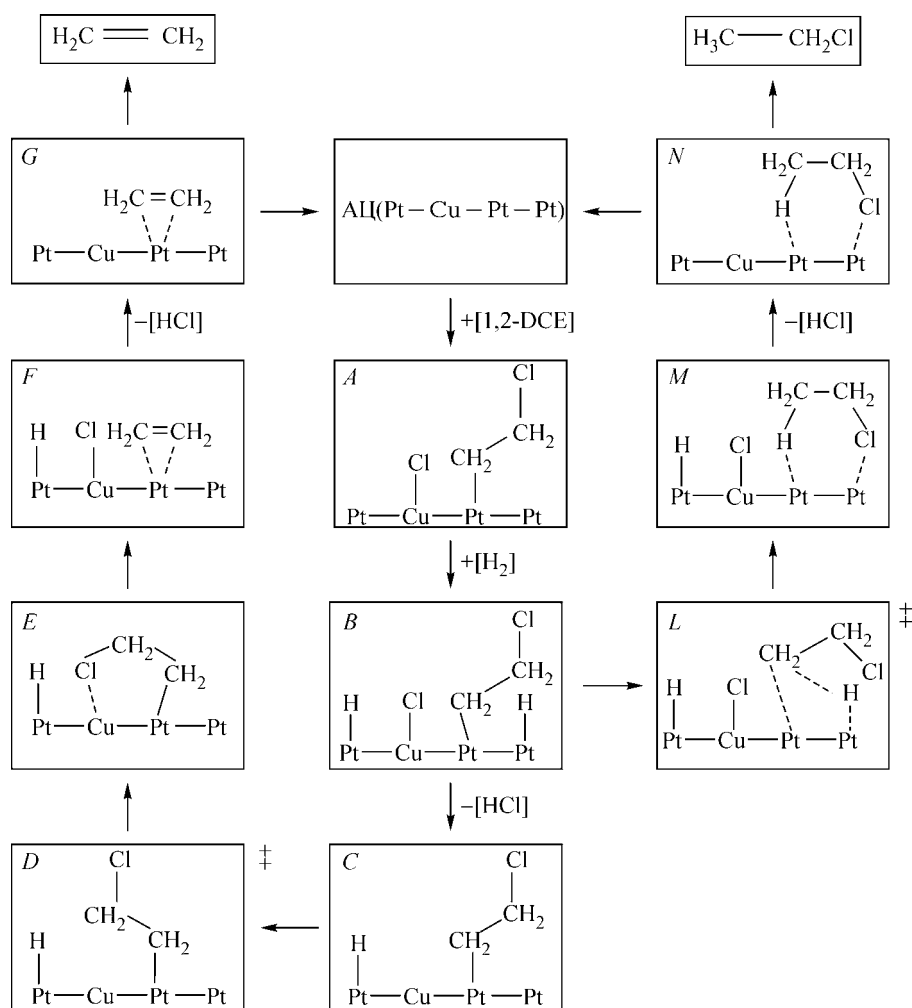 H₂C═CH₂
H₃C—CH₂Cl
G
H₂C=CH₂
Pt—Cu—Pt—Pt
АЦ(Pt—Cu—Pt—Pt)
N
H₂C—CH₂
H Cl
Pt—Cu—Pt—Pt
–[HCl]
+[1,2-DCE]
–[HCl]
F
H Cl H₂C=CH₂
Pt—Cu—Pt—Pt
A
Cl
CH₂
Cl CH₂
Pt—Cu—Pt—Pt
M
H₂C—CH₂
H Cl H Cl
Pt—Cu—Pt—Pt
+[H₂]
E
CH₂
H Cl CH₂
Pt—Cu—Pt—Pt
B
Cl
CH₂
H Cl CH₂ H
Pt—Cu—Pt—Pt
L ‡
CH₂
CH₂ Cl
H Cl H
Pt—Cu—Pt—Pt
–[HCl]
D ‡
Cl
CH₂
H CH₂
Pt—Cu—Pt—Pt
C
Cl
CH₂
H CH₂
Pt—Cu—Pt—Pt